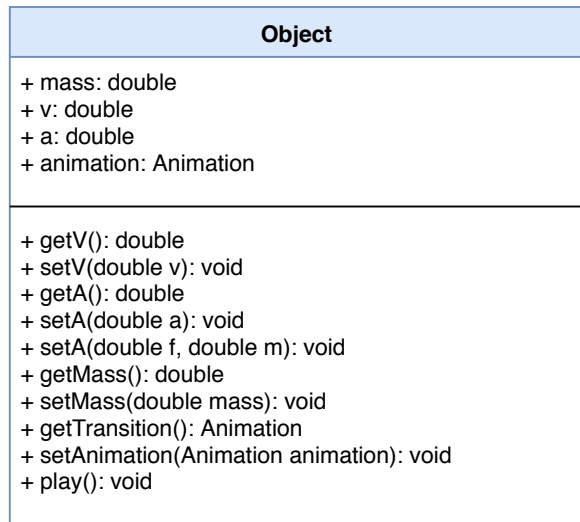 Object
+ mass: double
+ v: double
+ a: double
+ animation: Animation
+ getV(): double
+ setV(double v): void
+ getA(): double
+ setA(double a): void
+ setA(double f, double m): void
+ getMass(): double
+ setMass(double mass): void
+ getTransition(): Animation
+ setAnimation(Animation animation): void
+ play(): void